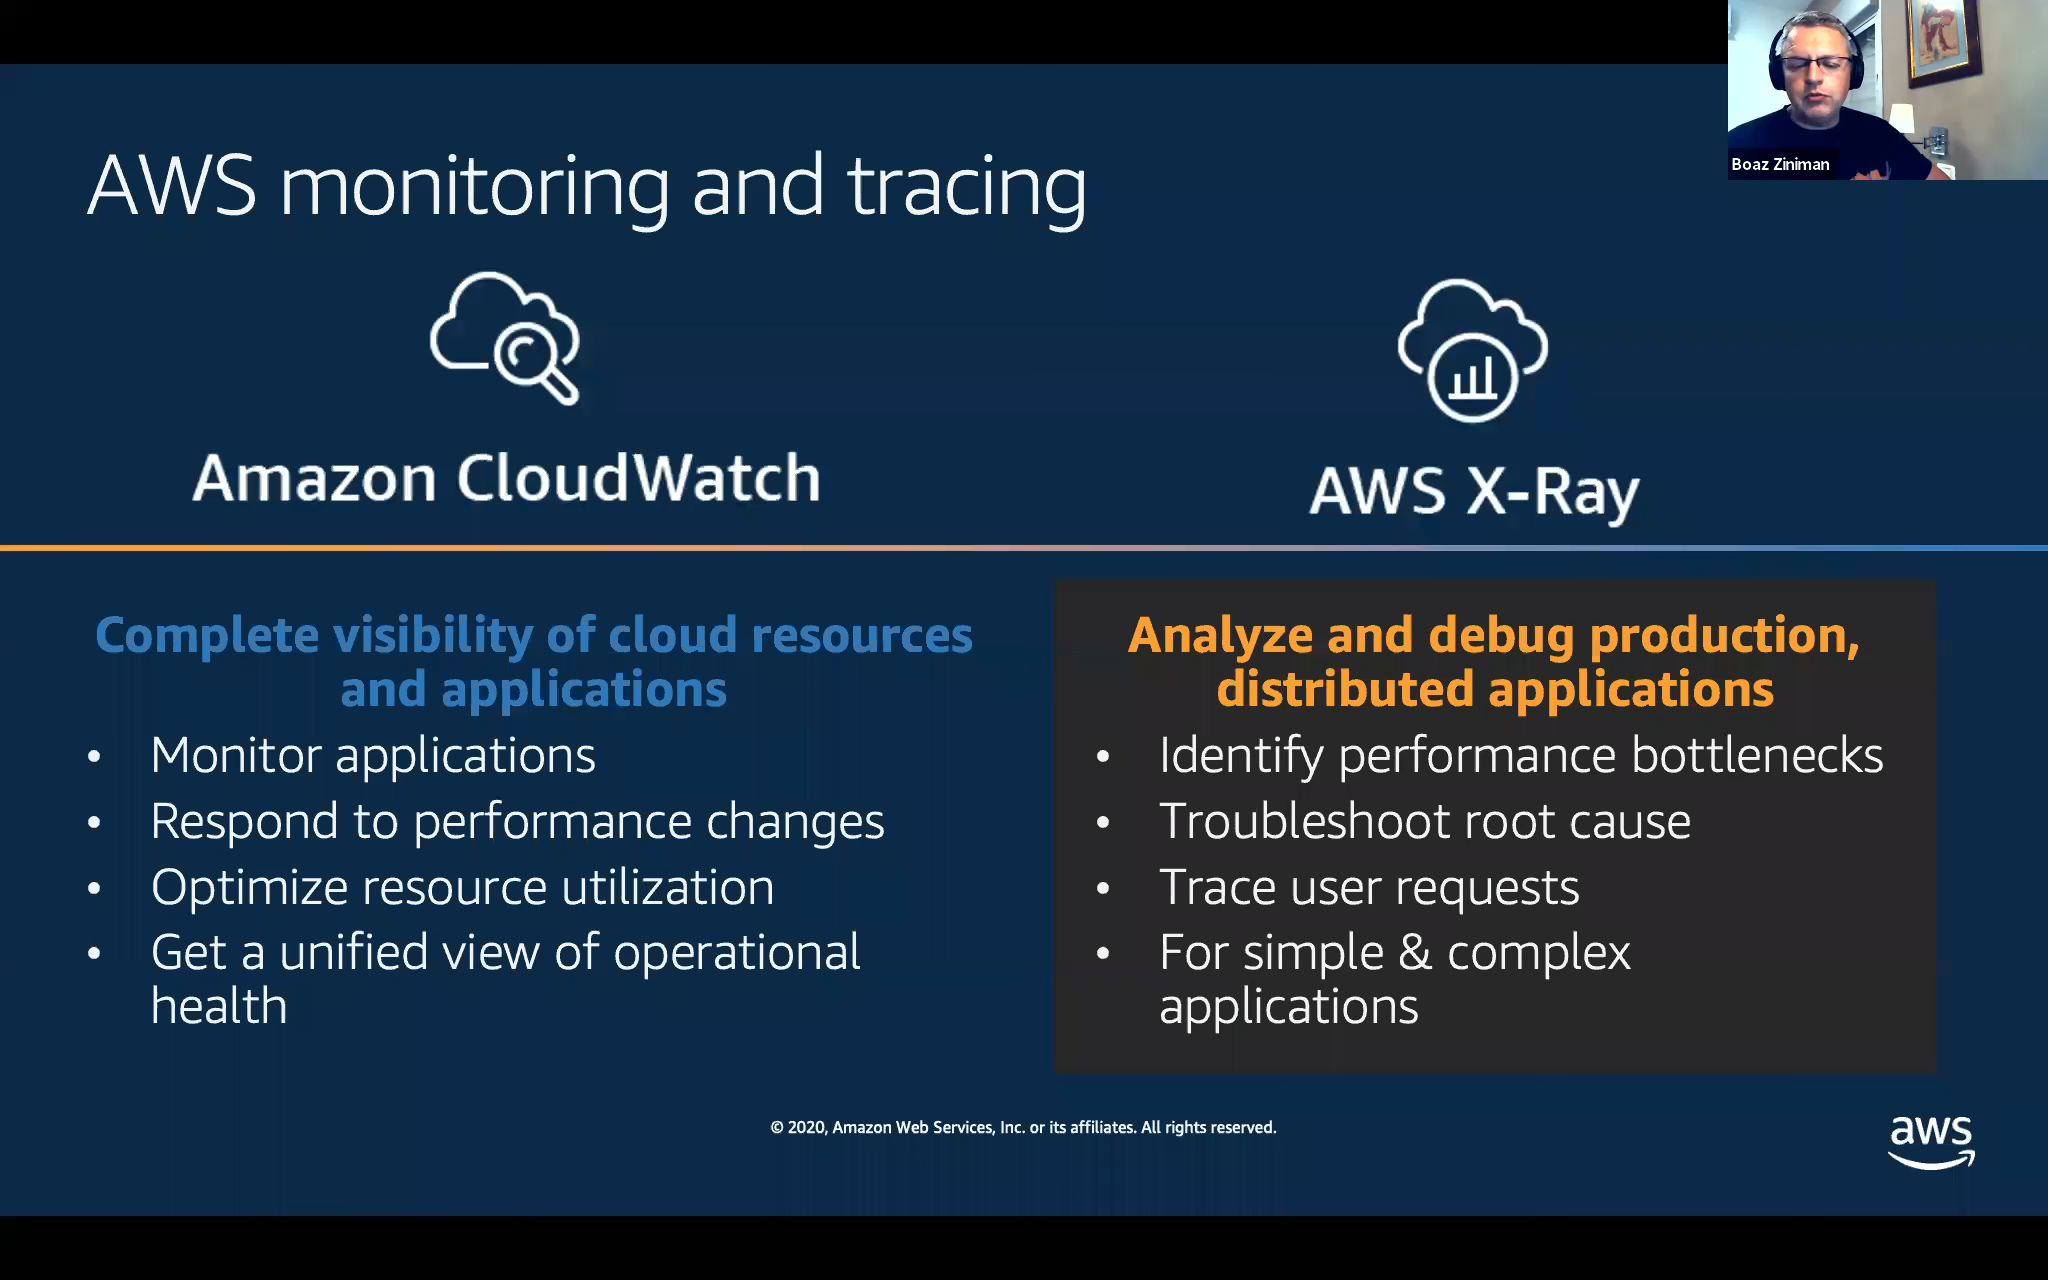 Boaz Ziniman
AWS monitoring and tracing
Amazon CloudWatch
AWS X-Ray
Complete visibility of cloud resources
and applications
• Monitor applications
• Respond to performance changes
• Optimize resource utilization
• Get a unified view of operational
health
Analyze and debug production,
distributed applications
• Identify performance bottlenecks
• Troubleshoot root cause
• Trace user requests
• For simple & complex
applications
© 2020, Amazon Web Services, Inc. or its affiliates. All rights reserved.
aws